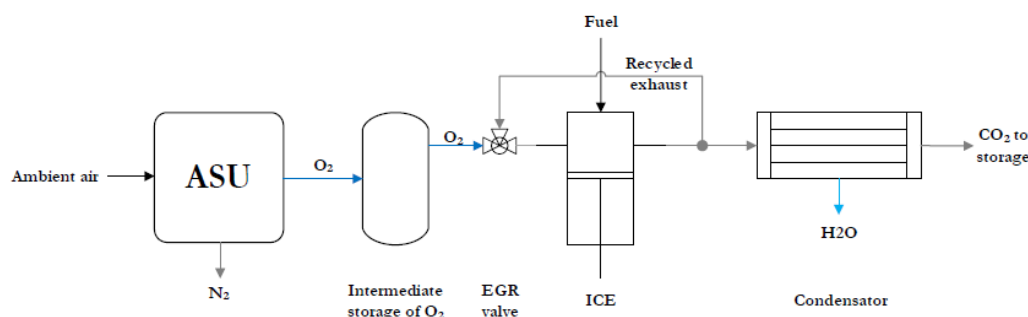 Fuel
Recycled
exhaust
Ambient air
ASU
O₂
O₂
CO₂ to
storage
N₂
H2O
Intermediate
storage of O₂
EGR
valve
ICE
Condensator